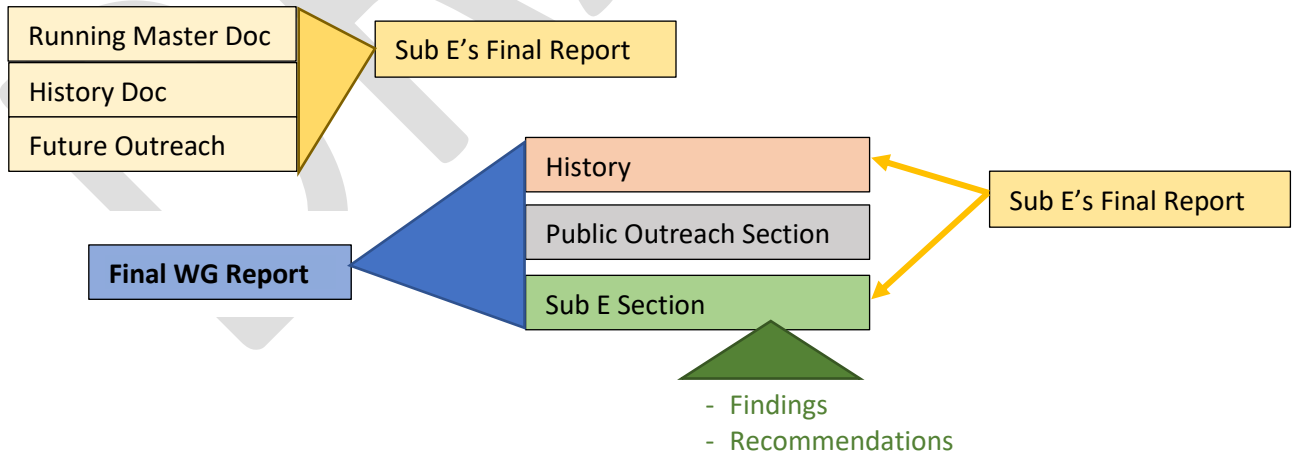 Running Master Doc
History Doc
Future Outreach
Sub E’s Final Report
History
Public Outreach Section
Sub E Section
Final WG Report
Sub E’s Final Report
- Findings
- Recommendations